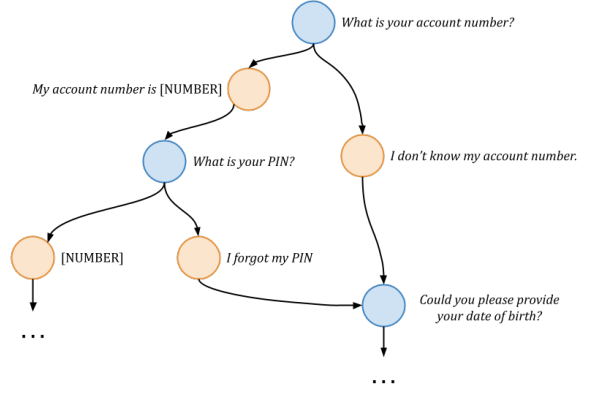 What is your account number?
My account number is [NUMBER]
I don't know my account number.
What is your PIN?
[NUMBER]
I forgot my PIN
Could you please provide
your date of birth?
...
...